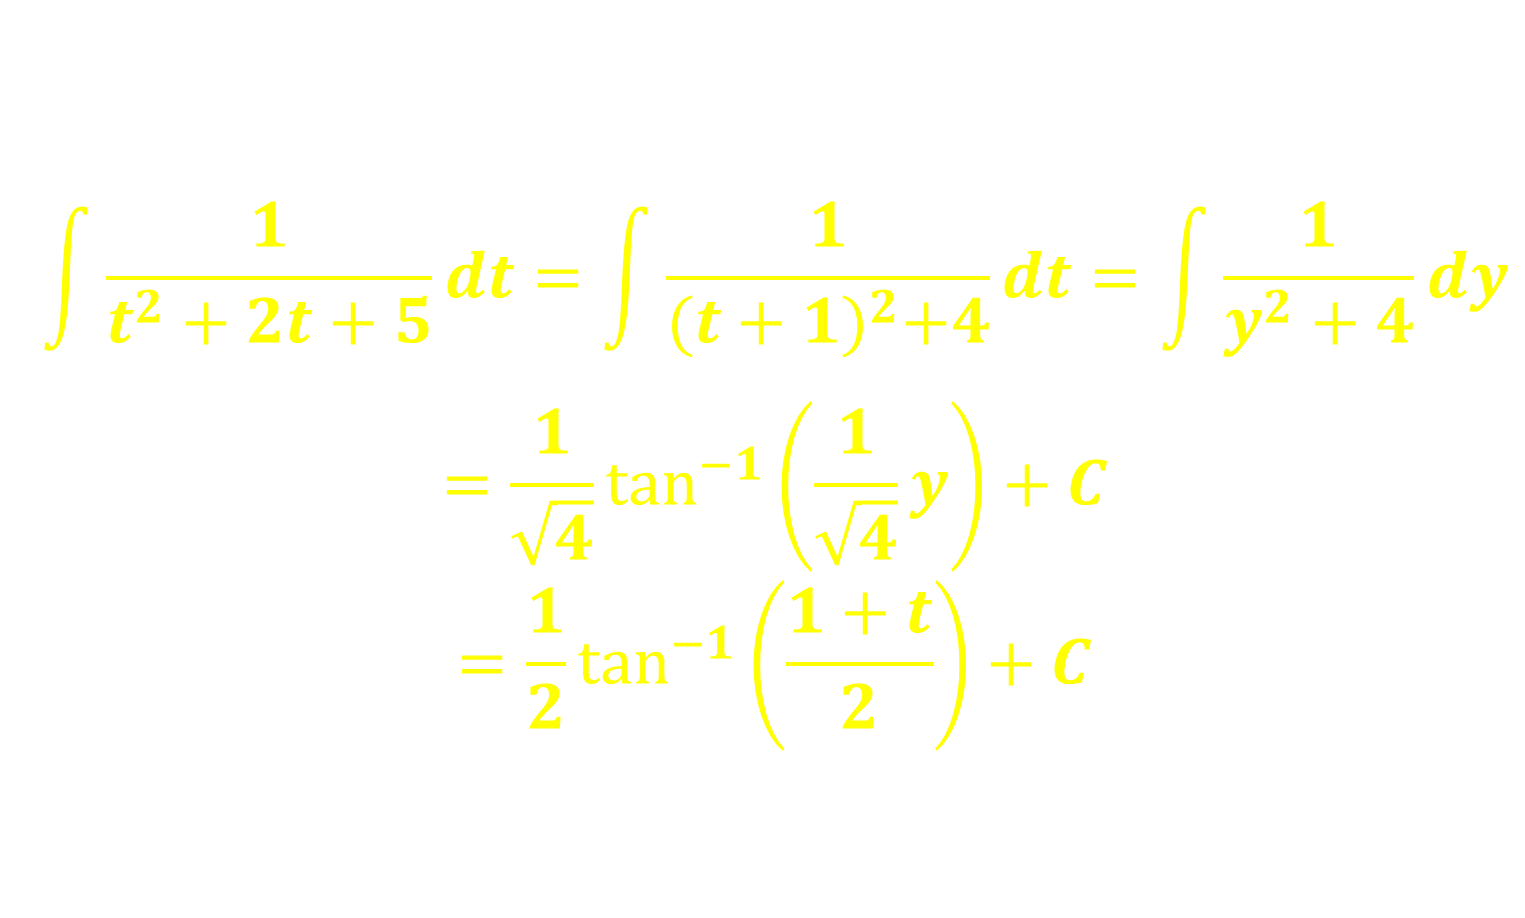 ∫ 1/(t² + 2t + 5) dt = ∫ 1/((t + 1)²+4) dt = ∫ 1/(y² + 4) dy
= 1/√4 tan⁻¹ (1/√4 y) + C
= 1/2 tan⁻¹ ((1 + t)/2) + C